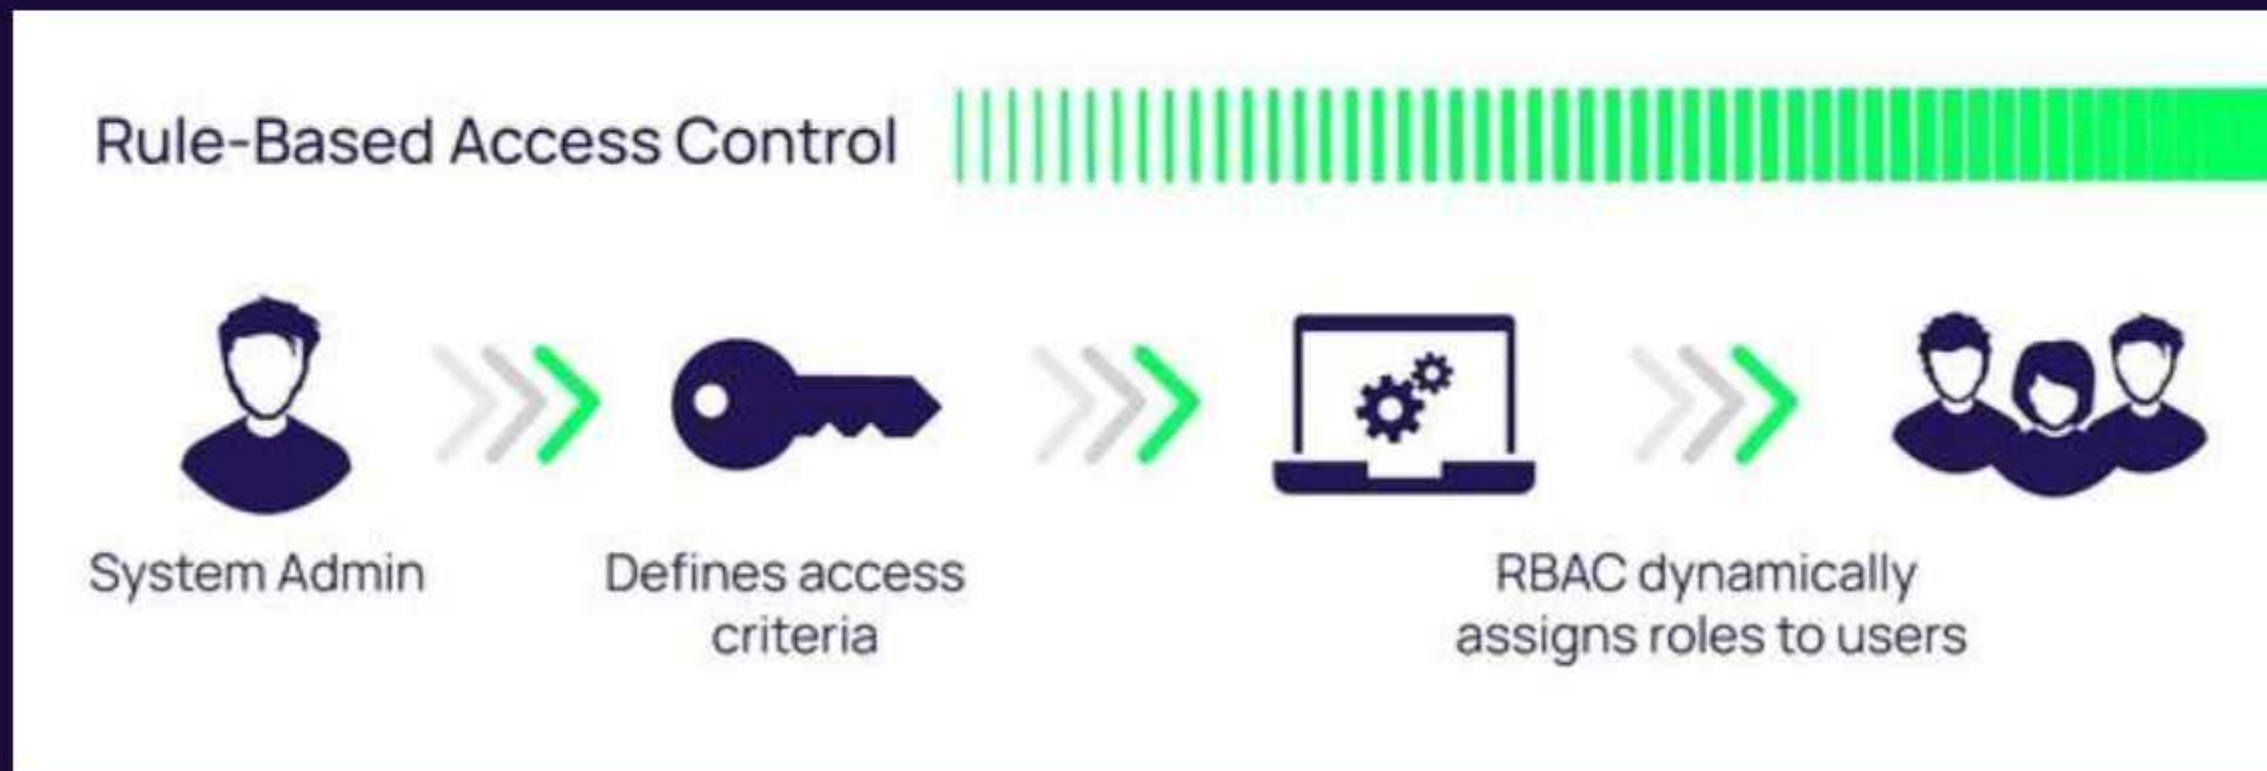 Rule-Based Access Control
System Admin
Defines access
criteria
RBAC dynamically
assigns roles to users